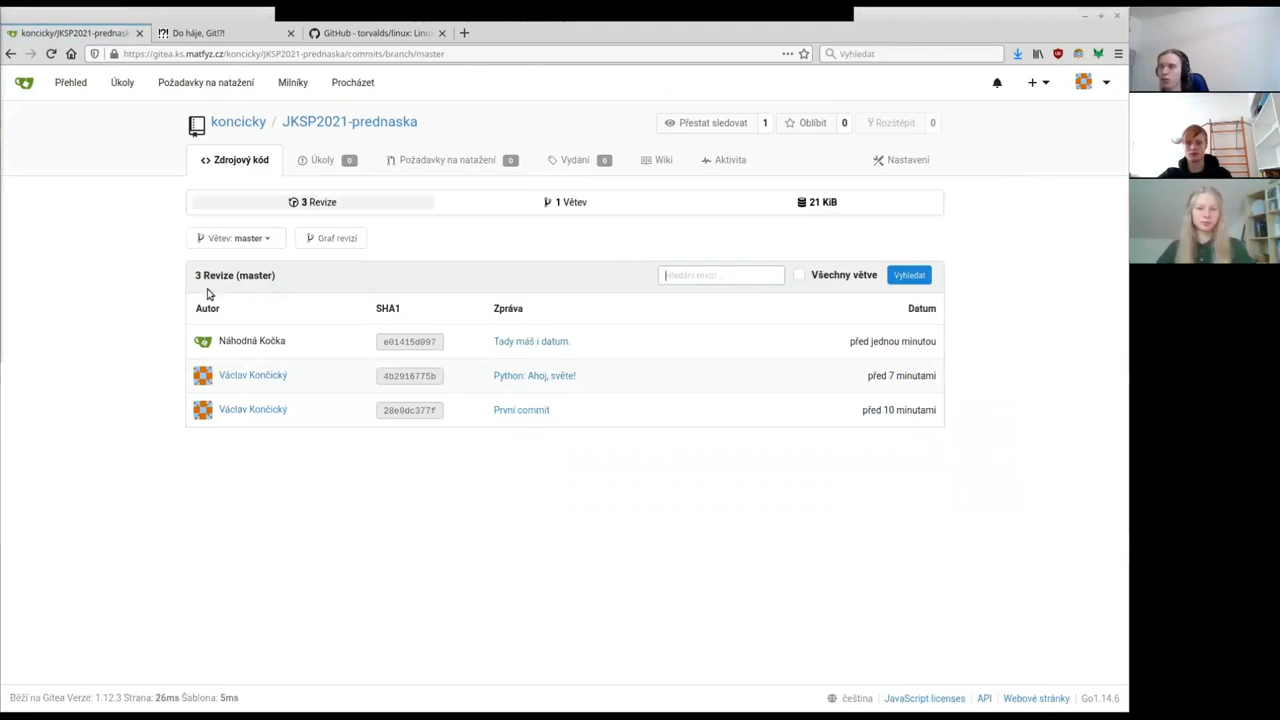 koncicky/JKSP2021-prednask
Do háje, Git!?!
GitHub - torvalds/linux: Linu
https://gitea.ks.matfyz.cz/koncicky/JKSP2021-prednaska/commits/branch/master
Vyhledat
Přehled
Úkoly
Požadavky na natažení
Milníky
Procházet
koncicky / JKSP2021-prednaska
Přestat sledovat 1
Oblíbit 0
Rozštěpit 0
Zdrojový kód
Úkoly 0
Požadavky na natažení 0
Vydání 0
Wiki
Aktivita
Nastavení
3 Revize
1 Větev
21 KiB
Větev: master
Graf revizí
3 Revize (master)
Hledání revizí ...
Všechny větve
Vyhledat
Autor SHA1 Zpráva Datum
Náhodná Kočka e01415d097 Tady máš i datum. před jednou minutou
Václav Končický 4b2916775b Python: Ahoj, světe! před 7 minutami
Václav Končický 28e0dc377f První commit před 10 minutami
Běží na Gitea Verze: 1.12.3 Strana: 26ms Šablona: 5ms
čeština
JavaScript licenses
API
Webové stránky
Go1.14.6